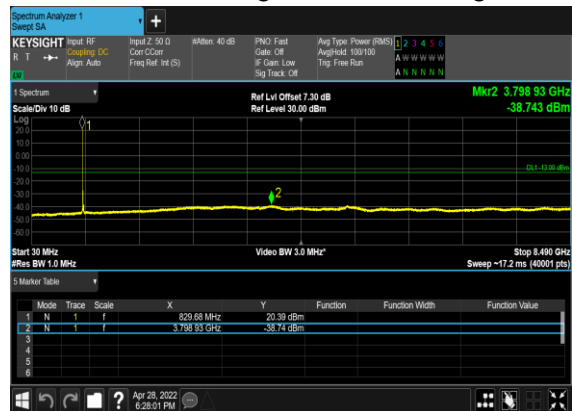 Spectrum Analyzer 1
Swept SA
KEYSIGHT Input: RF Input Z: 50 Ω #Atten: 40 dB PNO: Fast Avg Type: Power (RMS) 1 2 3 4 5 6
R T Coupling: DC Corr CCorr Gate: Off Avg|Hold: 100/100 A W W W W W
Align: Auto Freq Ref: Int (S) IF Gain: Low Trig: Free Run
Sig Track: Off A N N N N N
1 Spectrum Ref Lvl Offset 7.30 dB Mkr2 3.798 93 GHz
Scale/Div 10 dB Ref Level 30.00 dBm -38.743 dBm
Log
20.0
10.0
0.00
-10.0
-20.0
-30.0
-40.0
-50.0
-60.0
1
DL1 -13.00 dBm
2
Start 30 MHz Video BW 3.0 MHz* Stop 8.490 GHz
#Res BW 1.0 MHz Sweep ~17.2 ms (40001 pts)
5 Marker Table
Mode Trace Scale X Y Function Function Width Function Value
1 N 1 f 829.68 MHz 20.39 dBm
2 N 1 f 3.798 93 GHz -38.74 dBm
3
4
5
6
? Apr 28, 2022
6:28:01 PM